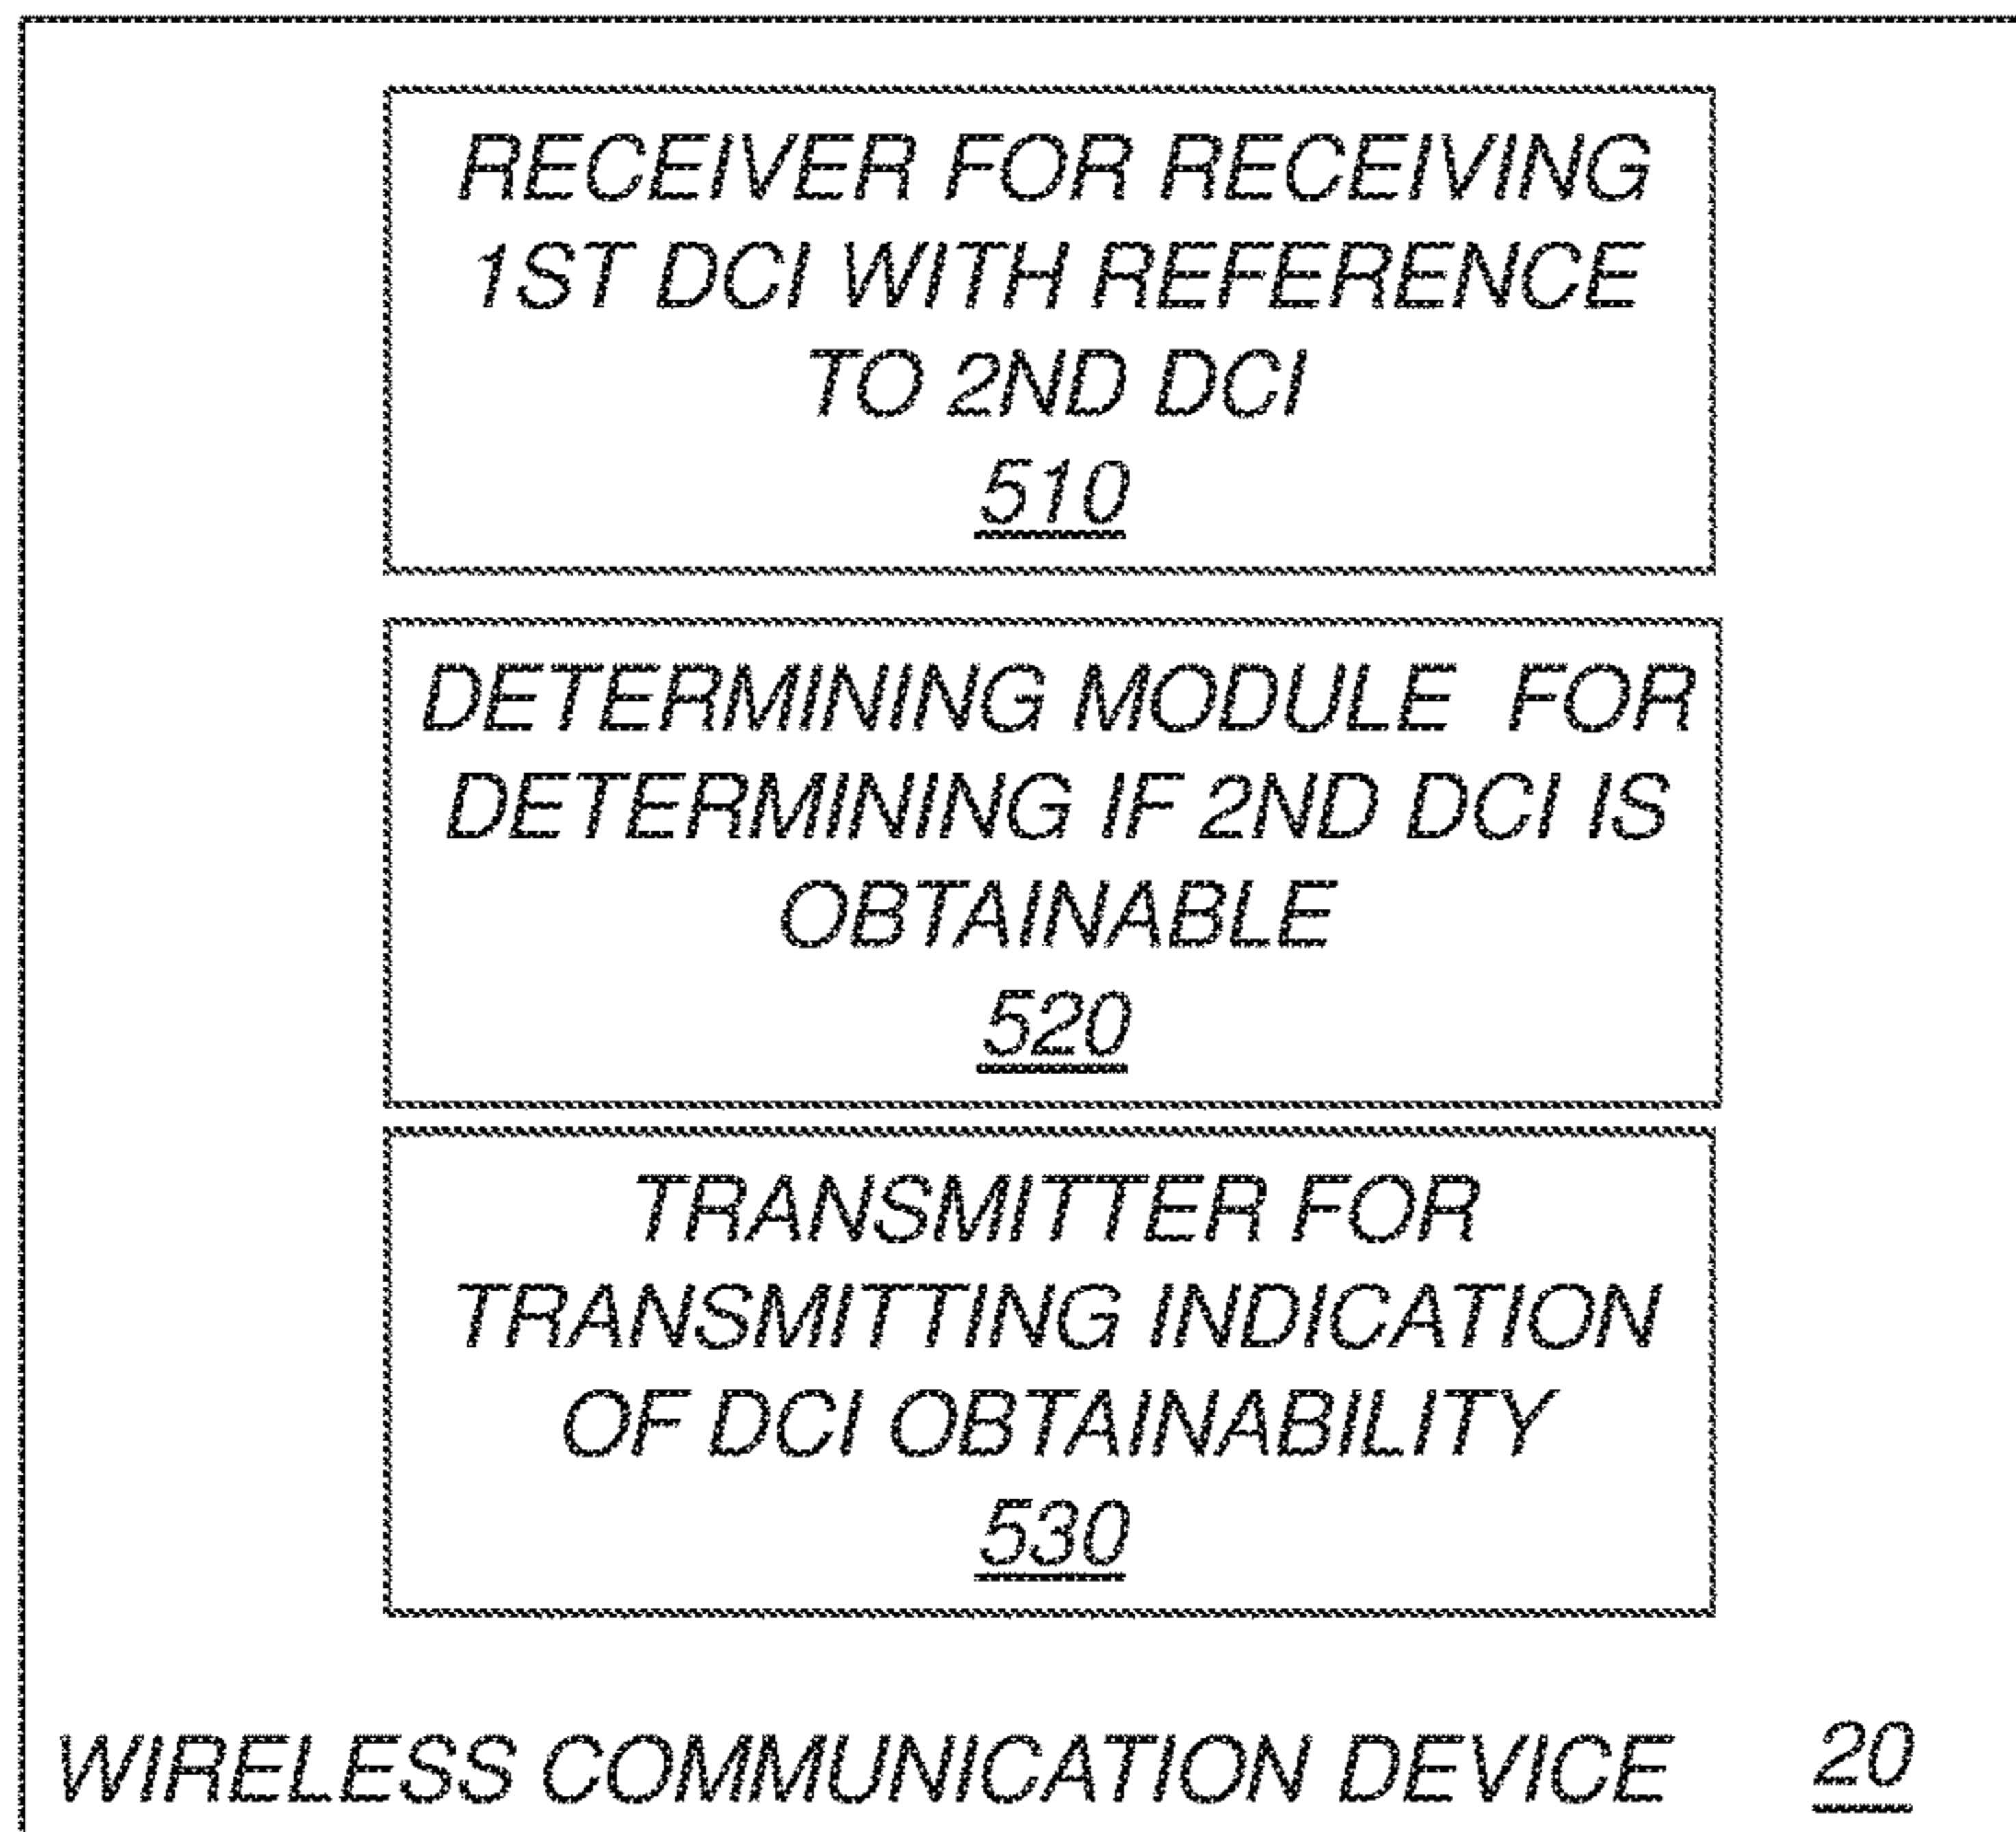 RECEIVER FOR RECEIVING
1ST DCI WITH REFERENCE
TO 2ND DCI
510
DETERMINING MODULE FOR
DETERMINING IF 2ND DCI IS
OBTAINABLE
520
TRANSMITTER FOR
TRANSMITTING INDICATION
OF DCI OBTAINABILITY
530
WIRELESS COMMUNICATION DEVICE 20